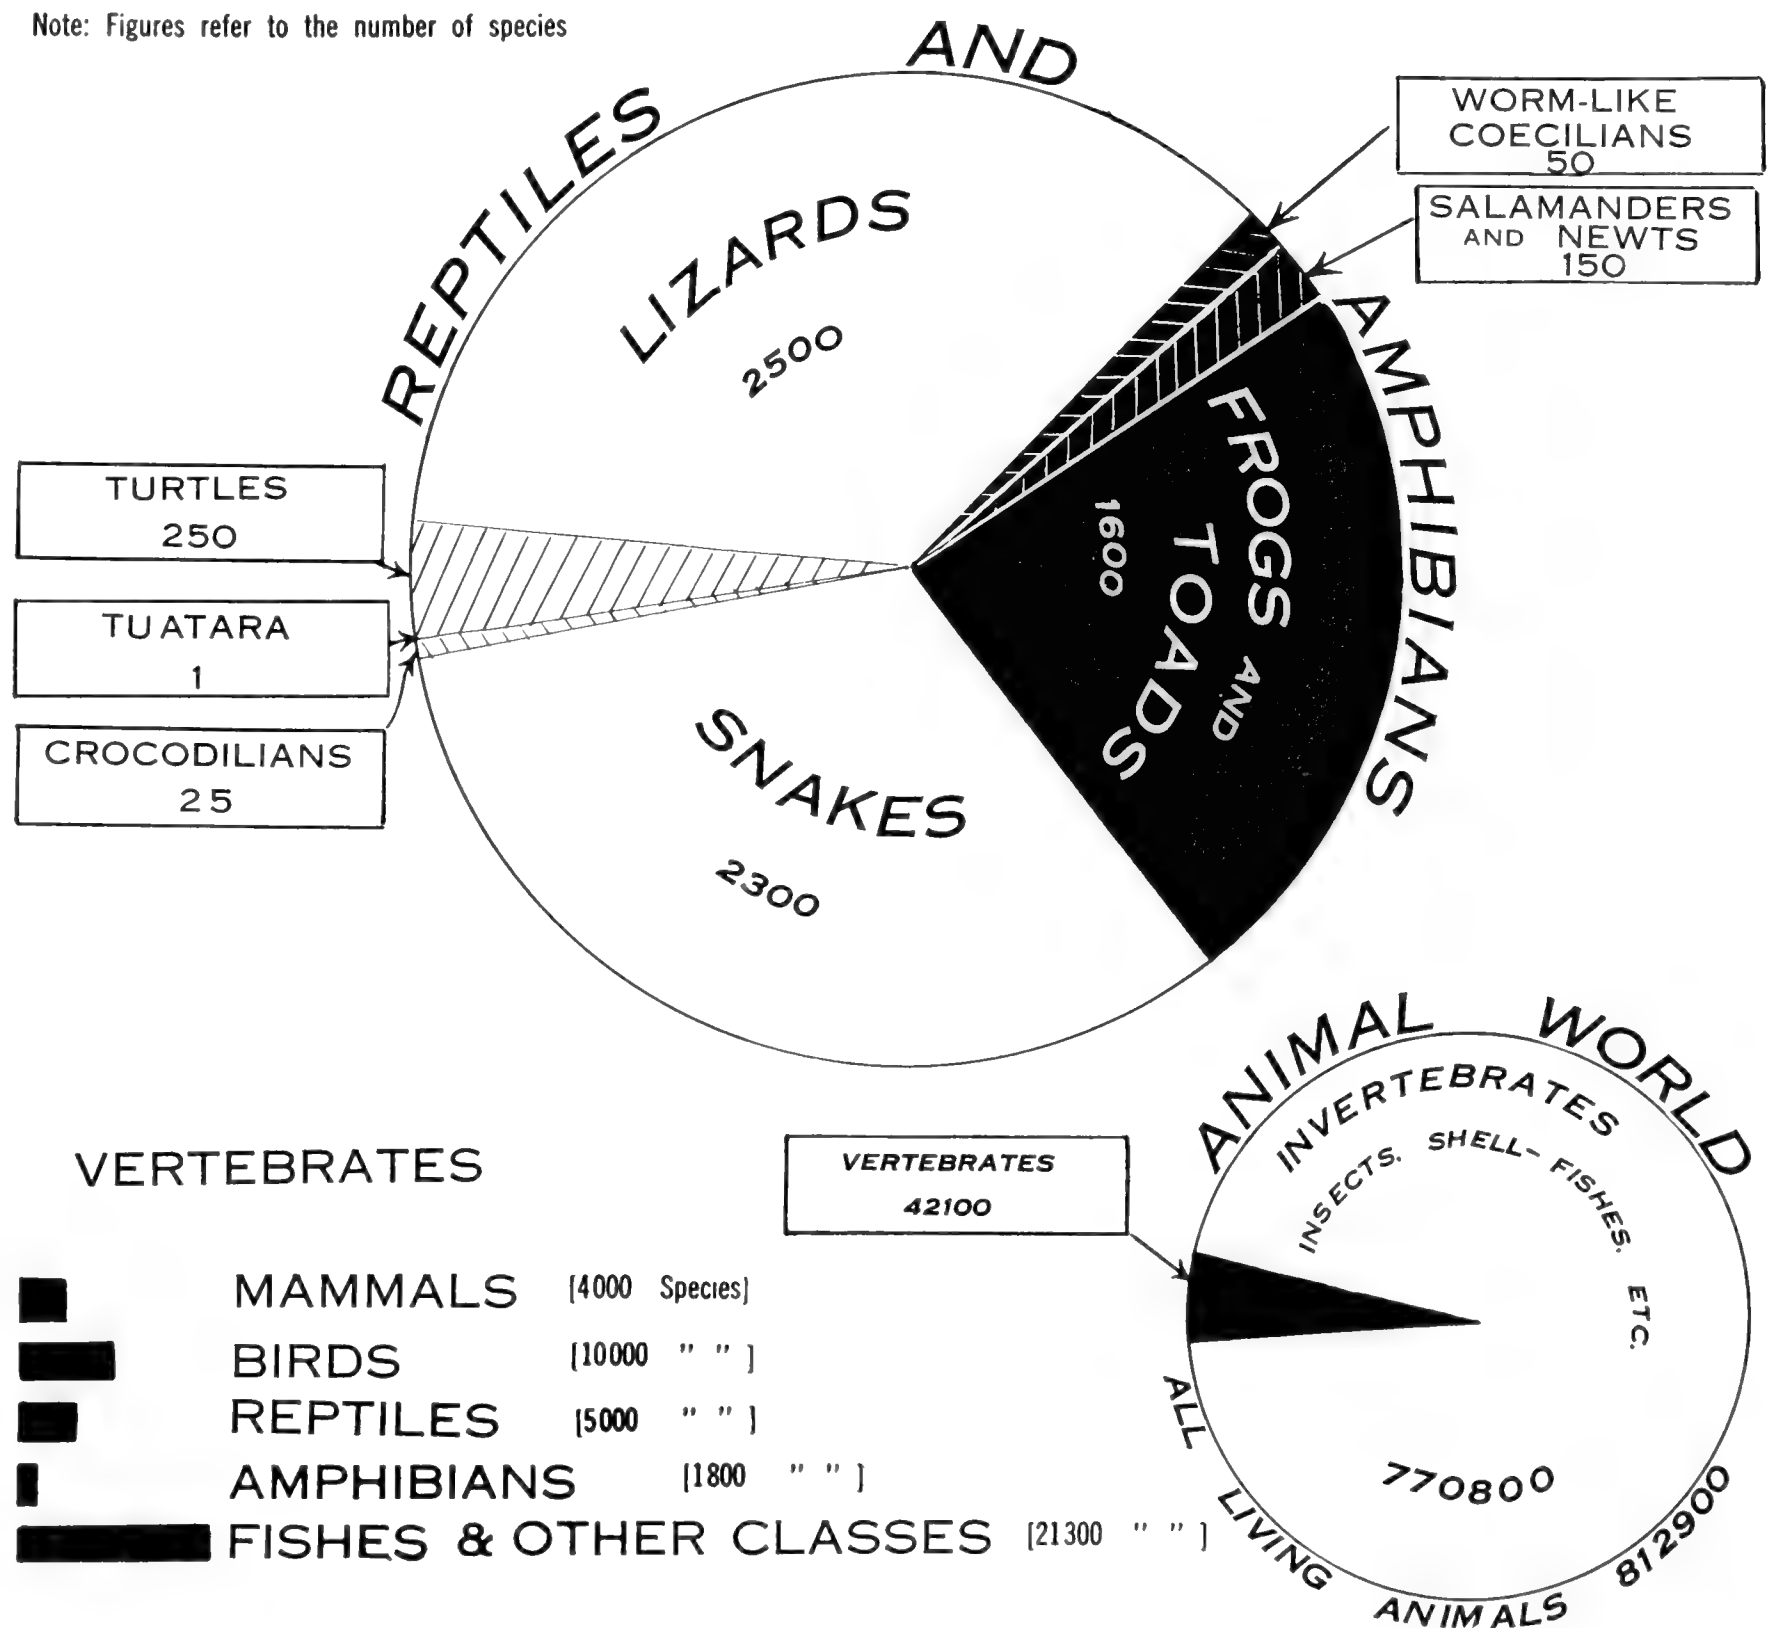 Note: Figures refer to the number of species
REPTILES AND AMPHIBIANS
WORM-LIKE
COECILIANS
50
SALAMANDERS
AND NEWTS
150
LIZARDS
2500
FROGS AND
TOADS
1600
TURTLES
250
TUATARA
1
CROCODILIANS
25
SNAKES
2300
ANIMAL WORLD
INVERTEBRATES
INSECTS. SHELL-FISHES. ETC.
VERTEBRATES
42100
770800
ALL LIVING ANIMALS 812900
VERTEBRATES
MAMMALS [4000 Species]
BIRDS [10000 " " ]
REPTILES [5000 " " ]
AMPHIBIANS [1800 " " ]
FISHES & OTHER CLASSES [21300 " " ]